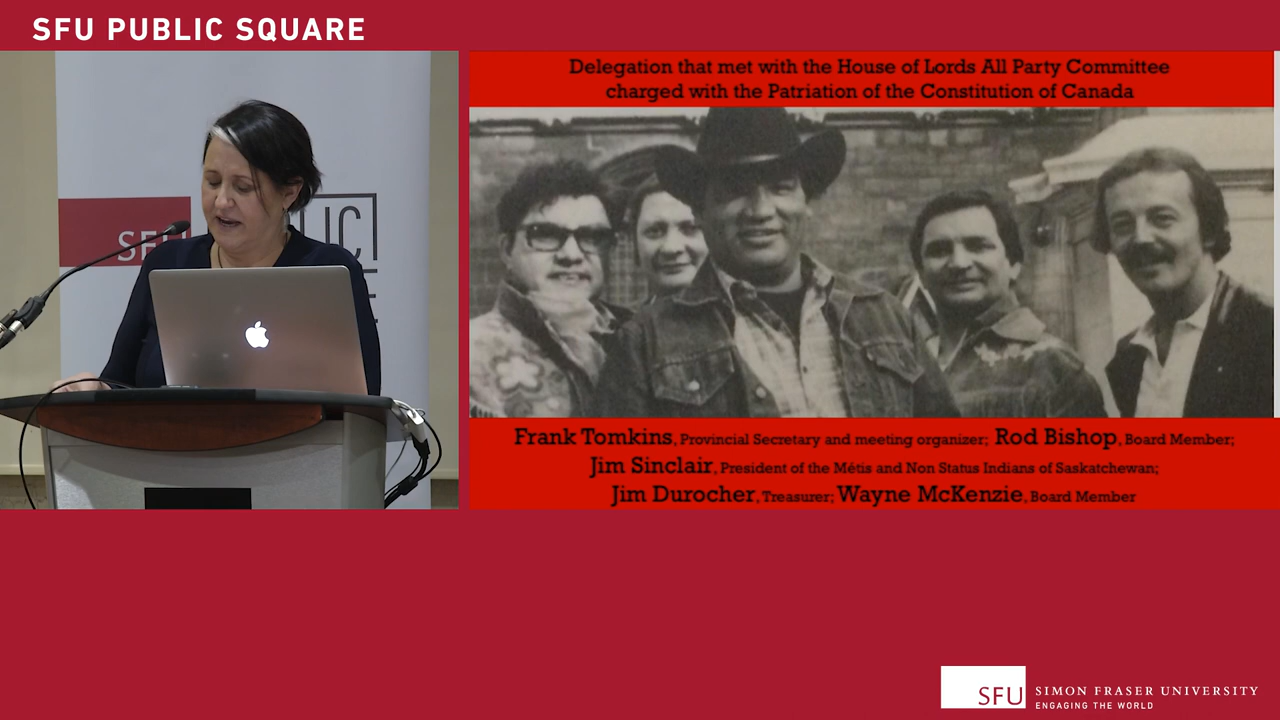 SFU PUBLIC SQUARE
SFU
LIC
Delegation that met with the House of Lords All Party Committee
charged with the Patriation of the Constitution of Canada
Frank Tomkins, Provincial Secretary and meeting organizer; Rod Bishop, Board Member;
Jim Sinclair, President of the Métis and Non Status Indians of Saskatchewan;
Jim Durocher, Treasurer; Wayne McKenzie, Board Member
SFU SIMON FRASER UNIVERSITY
ENGAGING THE WORLD